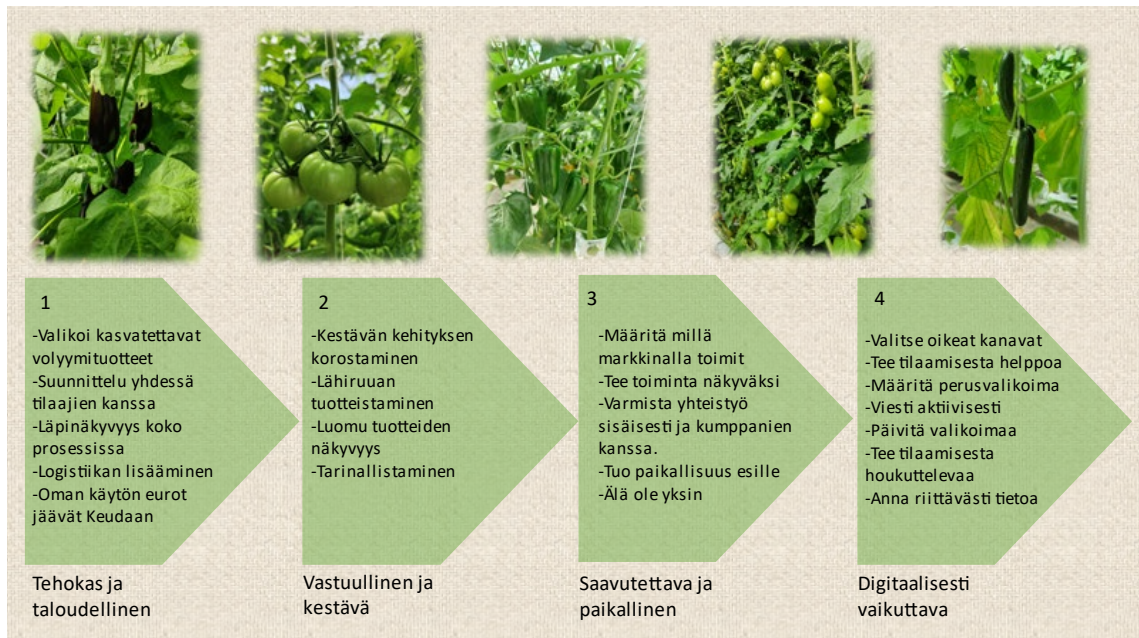 1
-Valikoi kasvatettavat
volyymituotteet
-Suunnittelu yhdessä
tilaajien kanssa
-Läpinäkyvyys koko
prosessissa
-Logistiikan lisääminen
-Oman käytön eurot
jäävät Keudaan
Tehokas ja
taloudellinen
2
-Kestävän kehityksen
korostaminen
-Lähiruuan
tuotteistaminen
-Luomu tuotteiden
näkyvyys
-Tarinallistaminen
Vastuullinen ja
kestävä
3
-Määritä millä
markkinalla toimit
-Tee toiminta näkyväksi
-Varmista yhteistyö
sisäisesti ja kumppanien
kanssa.
-Tuo paikallisuus esille
-Älä ole yksin
Saavutettava ja
paikallinen
4
-Valitse oikeat kanavat
-Tee tilaamisesta helppoa
-Määritä perusvalikoima
-Viesti aktiivisesti
-Päivitä valikoimaa
-Tee tilaamisesta
houkuttelevaa
-Anna riittävästi tietoa
Digitaalisesti
vaikuttava